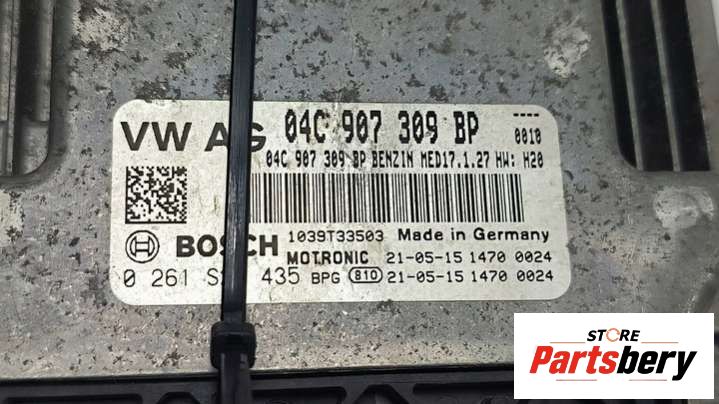 VW AG 04C 907 309 BP ----
0010
04C 907 309 BP BENZIN MED17.1.27 HW: H20
BOSCH 1039T33503 Made in Germany
MOTRONIC 21-05-15 1470 0024
0 261 435 BPG 810 21-05-15 1470 0024
STORE
Partsbery